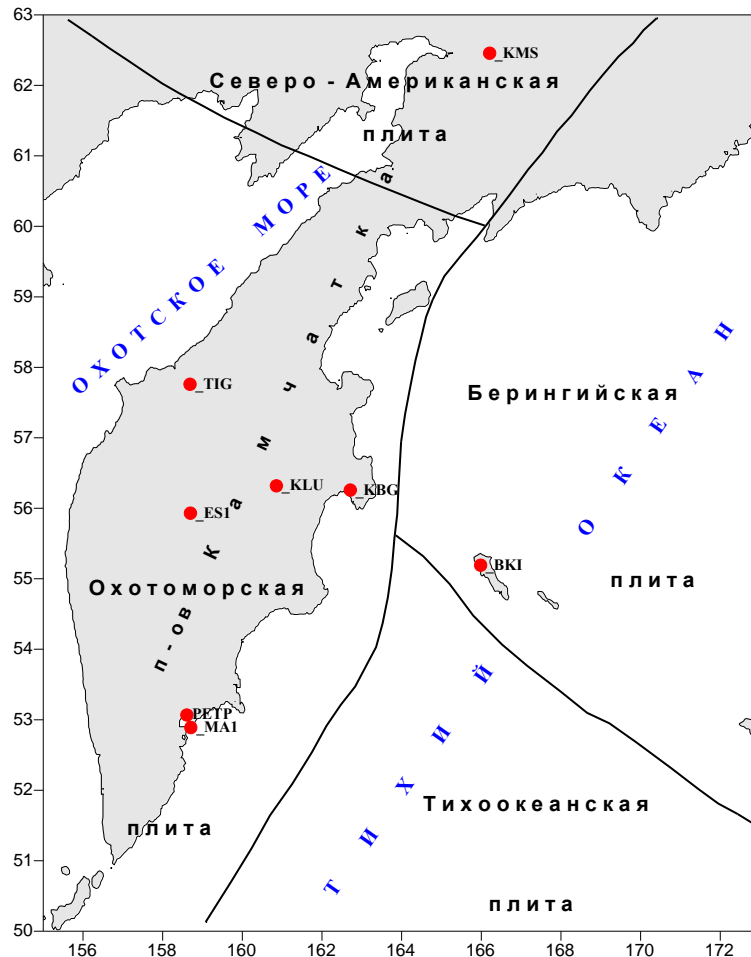 63
62
61
60
59
58
57
56
55
54
53
52
51
50
_KMS
Северо - Американская
плита
ОХОТСКОЕ МОРЕ
п-ов Камчатка
_TIG
Берингийская
плита
_KLU
_KBG
_ES1
_BKI
Охотоморская
плита
PETP
_MA1
ТИХИЙ ОКЕАН
Тихоокеанская
плита
156 158 160 162 164 166 168 170 172